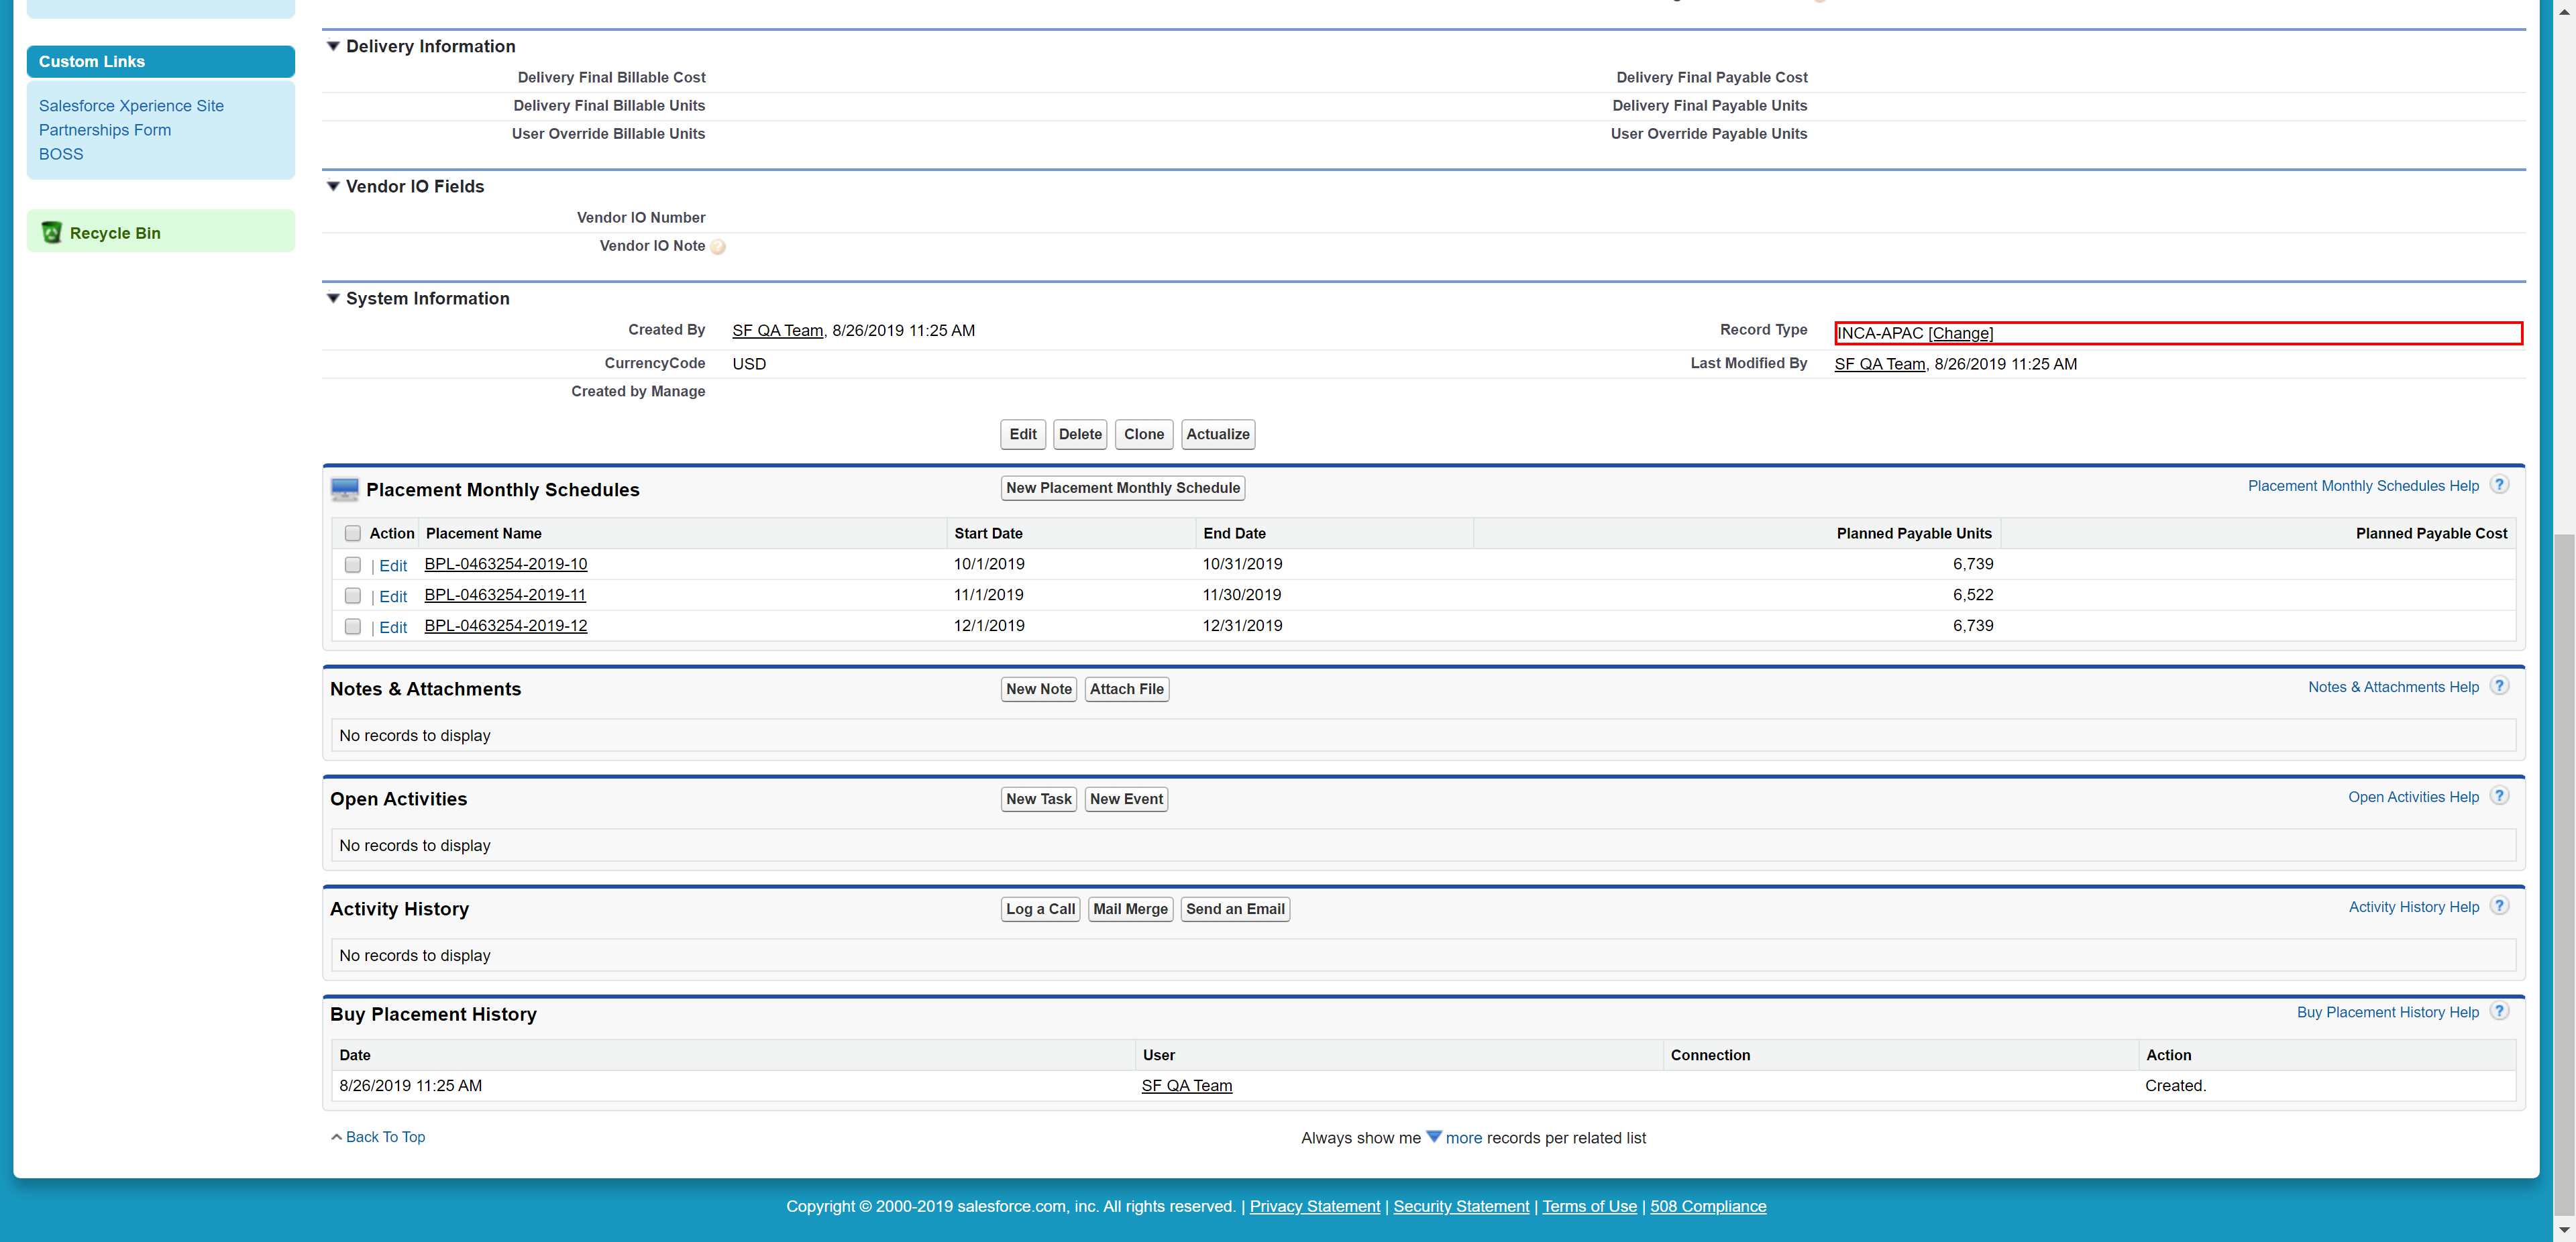 Custom Links
Salesforce Xperience Site
Partnerships Form
BOSS
Recycle Bin
Delivery Information
Delivery Final Billable Cost Delivery Final Payable Cost
Delivery Final Billable Units Delivery Final Payable Units
User Override Billable Units User Override Payable Units
Vendor IO Fields
Vendor IO Number
Vendor IO Note ?
System Information
Created By SF QA Team, 8/26/2019 11:25 AM Record Type INCA-APAC [Change]
CurrencyCode USD Last Modified By SF QA Team, 8/26/2019 11:25 AM
Created by Manage
Edit Delete Clone Actualize
Placement Monthly Schedules New Placement Monthly Schedule Placement Monthly Schedules Help ?
Action Placement Name Start Date End Date Planned Payable Units Planned Payable Cost
| Edit BPL-0463254-2019-10 10/1/2019 10/31/2019 6,739
| Edit BPL-0463254-2019-11 11/1/2019 11/30/2019 6,522
| Edit BPL-0463254-2019-12 12/1/2019 12/31/2019 6,739
Notes & Attachments New Note Attach File Notes & Attachments Help ?
No records to display
Open Activities New Task New Event Open Activities Help ?
No records to display
Activity History Log a Call Mail Merge Send an Email Activity History Help ?
No records to display
Buy Placement History Buy Placement History Help ?
Date User Connection Action
8/26/2019 11:25 AM SF QA Team Created.
Back To Top Always show me more records per related list
Copyright © 2000-2019 salesforce.com, inc. All rights reserved. | Privacy Statement | Security Statement | Terms of Use | 508 Compliance